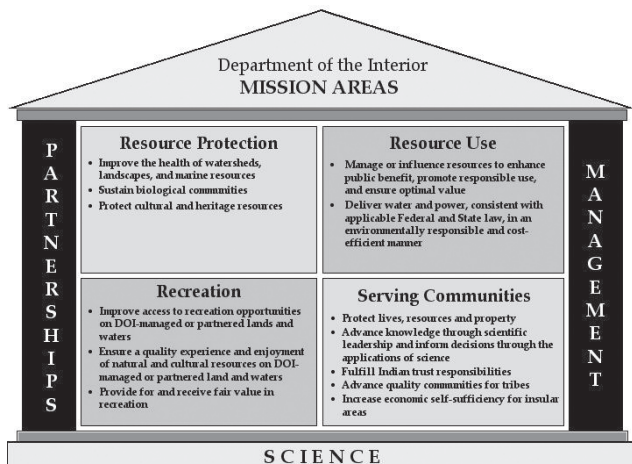 Department of the Interior
MISSION AREAS
PARTNERSHIPS
Resource Protection
• Improve the health of watersheds,
landscapes, and marine resources
• Sustain biological communities
• Protect cultural and heritage resources
Resource Use
• Manage or influence resources to enhance
public benefit, promote responsible use,
and ensure optimal value
• Deliver water and power, consistent with
applicable Federal and State law, in an
environmentally responsible and cost-
efficient manner
Recreation
• Improve access to recreation opportunities
on DOI-managed or partnered lands and
waters
• Ensure a quality experience and enjoyment
of natural and cultural resources on DOI-
managed or partnered land and waters
• Provide for and receive fair value in
recreation
Serving Communities
• Protect lives, resources and property
• Advance knowledge through scientific
leadership and inform decisions through the
applications of science
• Fulfill Indian trust responsibilities
• Advance quality communities for tribes
• Increase economic self-sufficiency for insular
areas
MANAGEMENT
SCIENCE